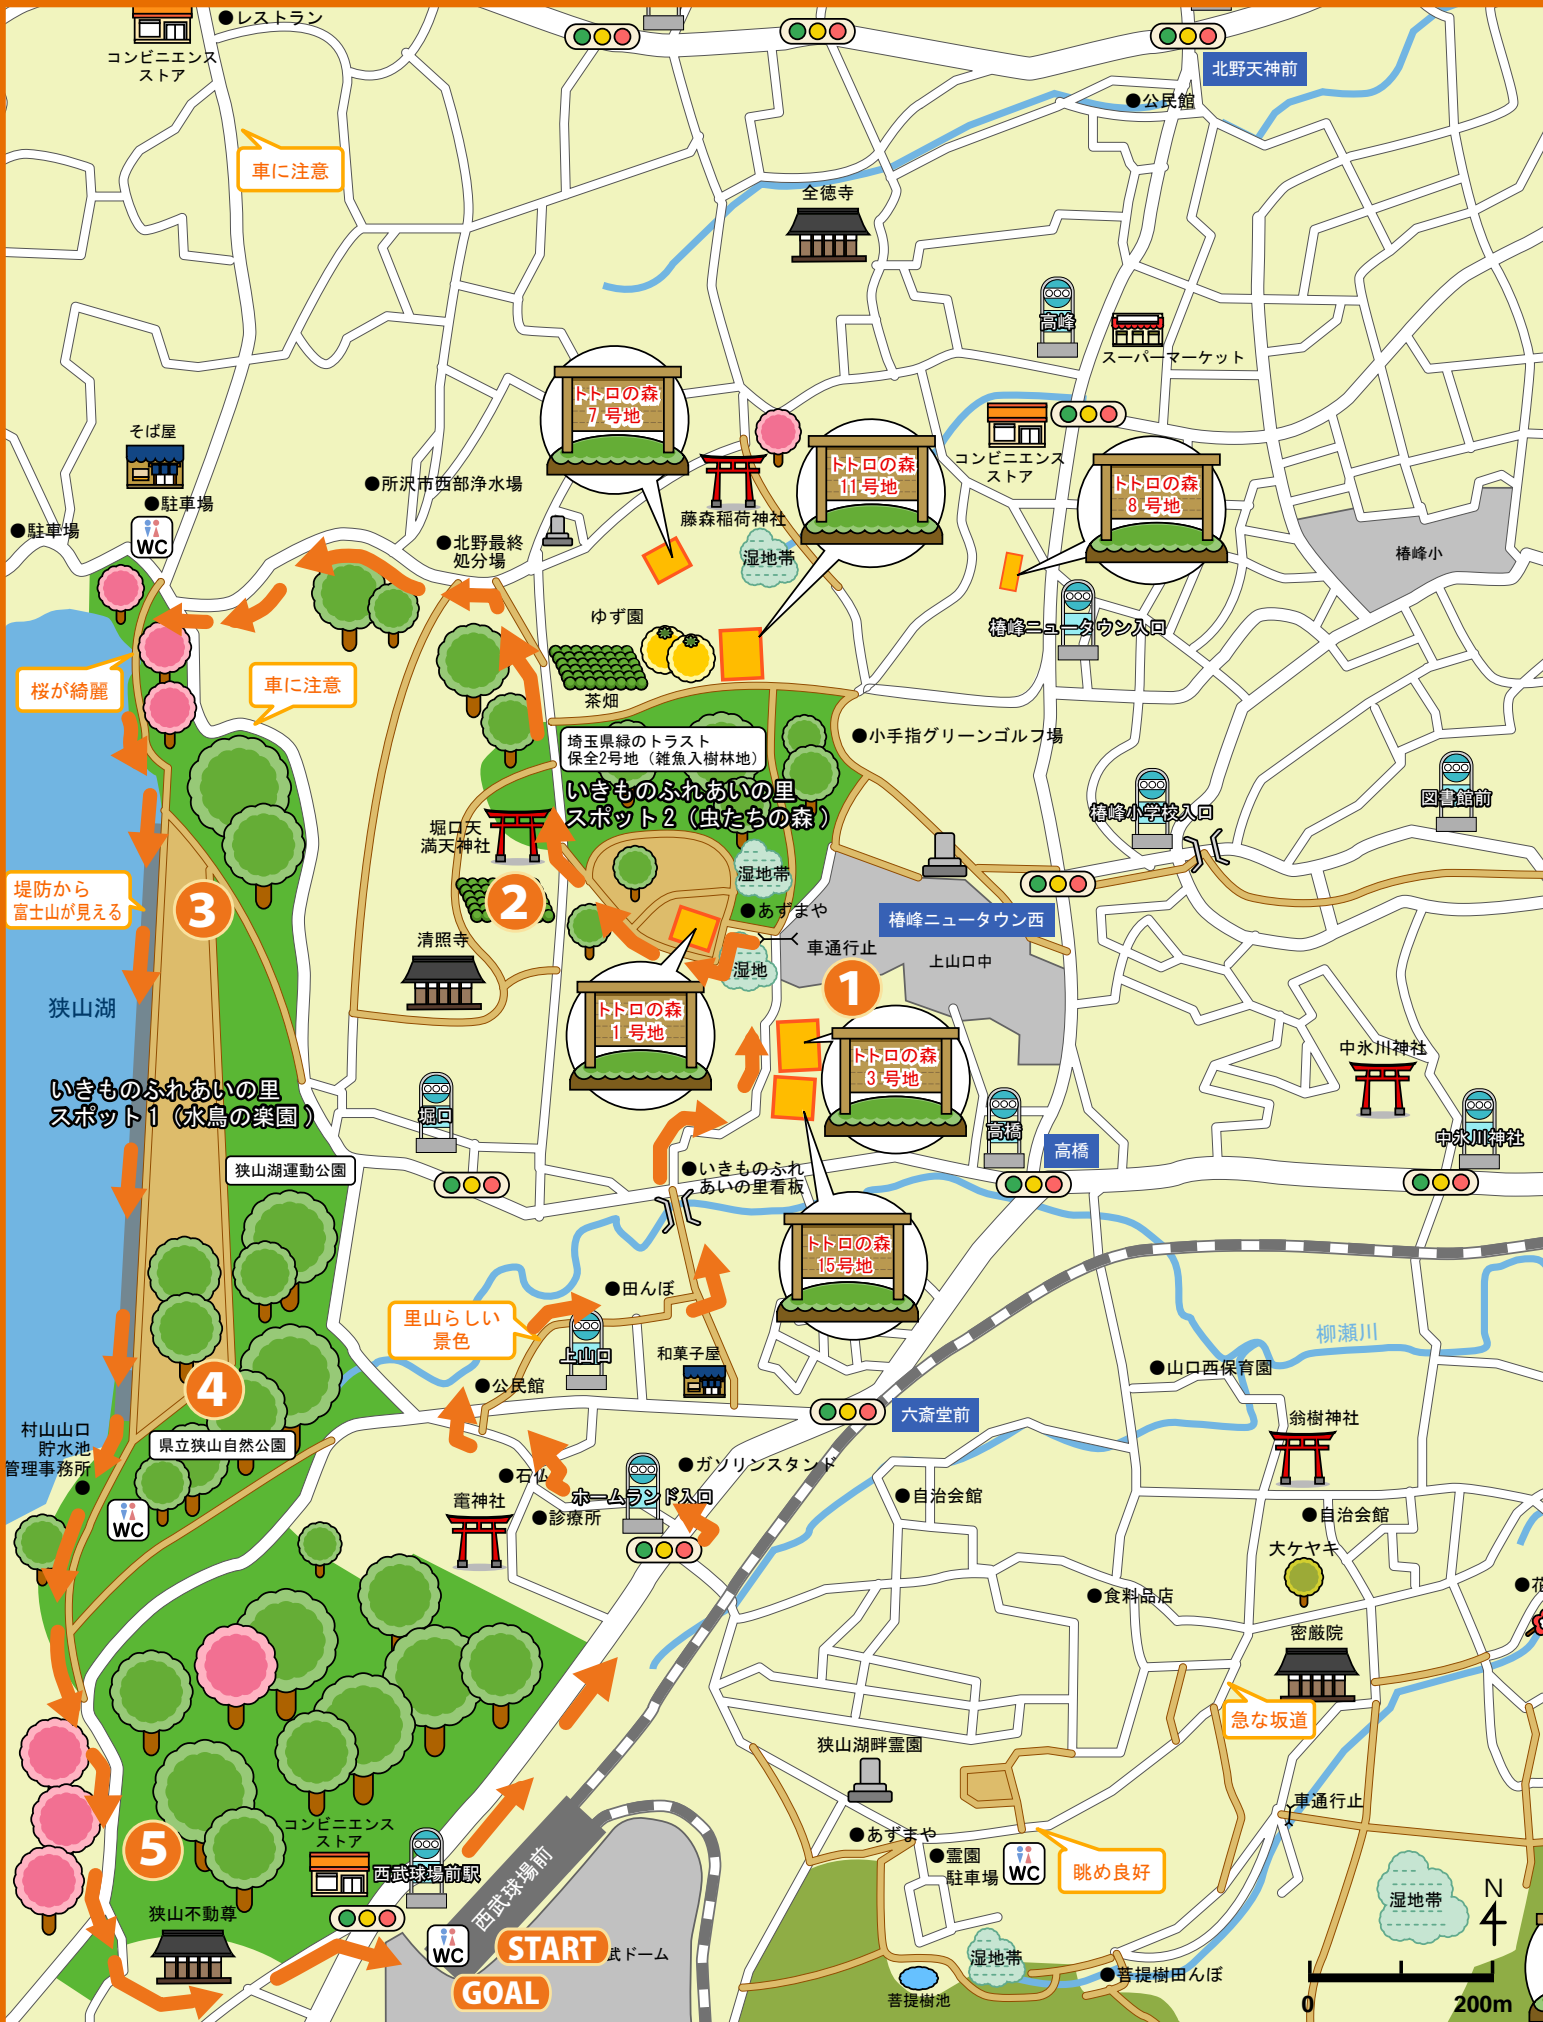 ●レストラン
コンビニエンス
ストア
北野天神前
●公民館
車に注意
全徳寺
高峰
スーパーマーケット
トトロの森
7 号地
そば屋
トトロの森
11号地
コンビニエンス
ストア
トトロの森
8 号地
●所沢市西部浄水場
●駐車場
●駐車場
WC
藤森稲荷神社
●北野最終
処分場
湿地帯
椿峰小
ゆず園
椿峰ニュータウン入口
桜が綺麗
車に注意
茶畑
埼玉県緑のトラスト
保全2号地（雑魚入樹林地）
●小手指グリーンゴルフ場
いきものふれあいの里
スポット2（虫たちの森）
図書館前
椿峰小学校入口
堀口天
満天神社
湿地帯
堤防から
富士山が見える
3
2
●あずまや
椿峰ニュータウン西
清照寺
車通行止
上山口中
湿地
1
狭山湖
トトロの森
1 号地
トトロの森
3 号地
中氷川神社
いきものふれあいの里
スポット1（水鳥の楽園）
堀口
高橋
高橋
中氷川神社
狭山湖運動公園
●いきものふれ
あいの里看板
トトロの森
15号地
●田んぼ
里山らしい
景色
柳瀬川
上山口
和菓子屋
●山口西保育園
●公民館
4
六斎堂前
翁樹神社
村山山口
貯水池
管理事務所
●
県立狭山自然公園
●ガソリンスタンド
●石仏
ホームランド入口
竈神社
●診療所
●自治会館
●自治会館
WC
大ケヤキ
●食料品店
●花
密厳院
急な坂道
狭山湖畔霊園
車通行止
コンビニエンス
ストア
●あずまや
5
西武球場前駅
●霊園
駐車場
WC
眺め良好
西武球場前
湿地帯
狭山不動尊
N
WC
START
武ドーム
湿地帯
●菩提樹田んぼ
GOAL
菩提樹池
0
200m